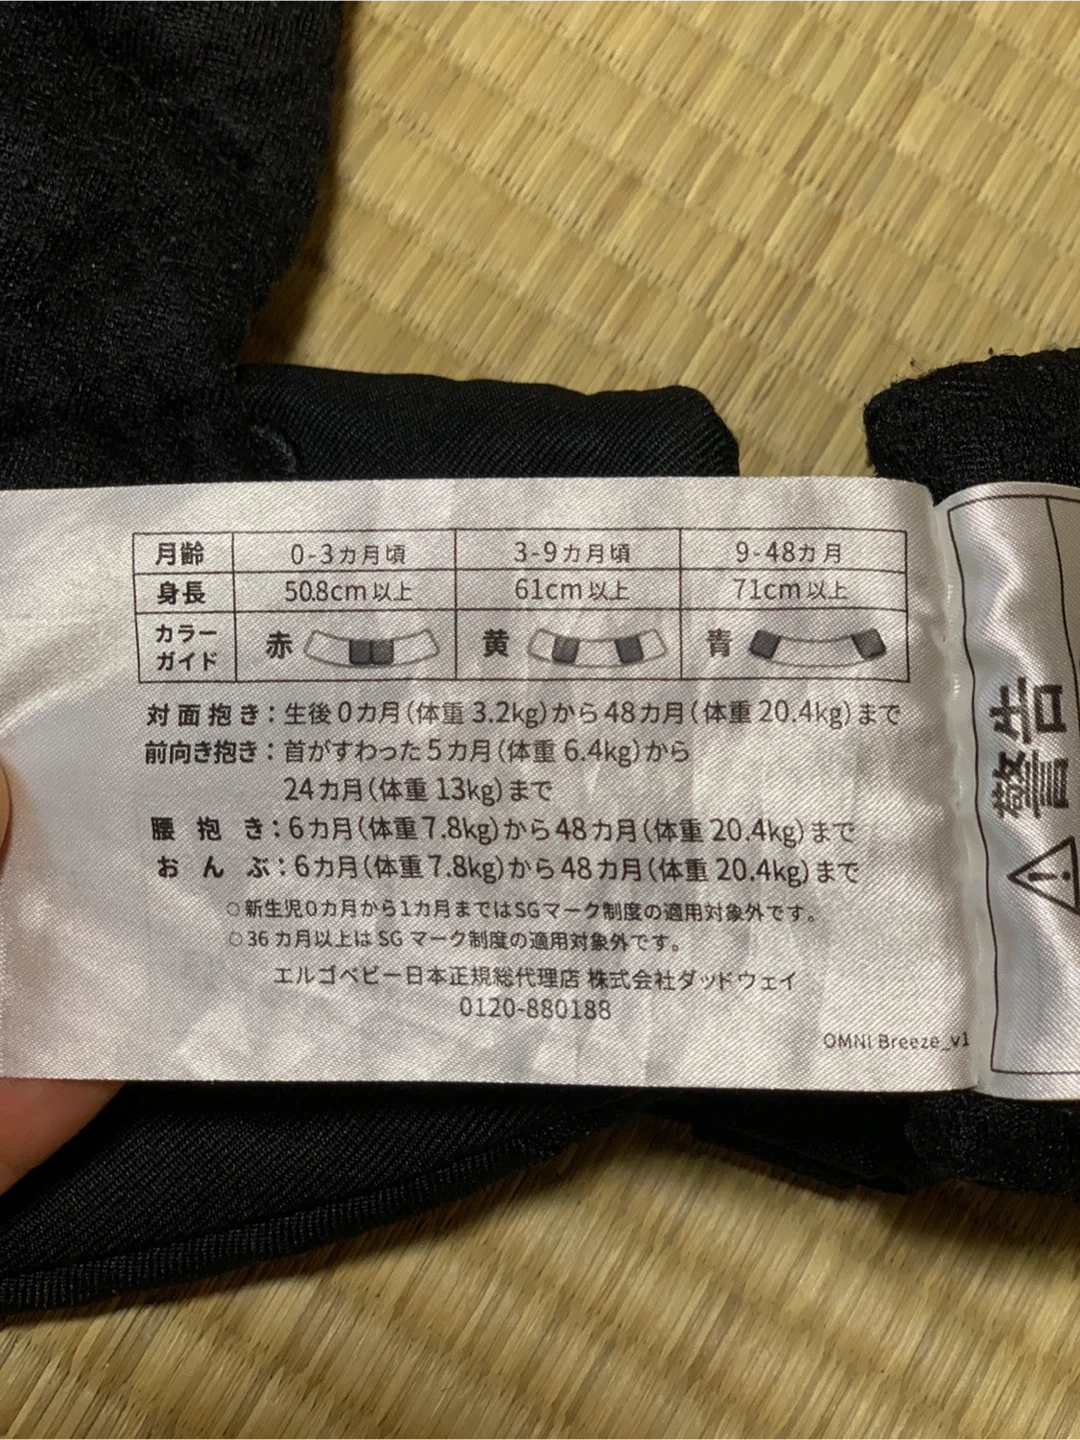 月齢 0-3カ月頃 3-9カ月頃 9-48カ月
身長 50.8cm以上 61cm以上 71cm以上
カラーガイド 赤 黄 青
対面抱き：生後0カ月（体重3.2kg）から48カ月（体重20.4kg）まで
前向き抱き：首がすわった5カ月（体重6.4kg）から
24カ月（体重13kg）まで
腰抱き：6カ月（体重7.8kg）から48カ月（体重20.4kg）まで
おんぶ：6カ月（体重7.8kg）から48カ月（体重20.4kg）まで
○新生児0カ月から1カ月まではSGマーク制度の適用対象外です。
○36カ月以上はSGマーク制度の適用対象外です。
エルゴベビー日本正規総代理店 株式会社ダッドウェイ
0120-880188
OMNI Breeze_v1
警告